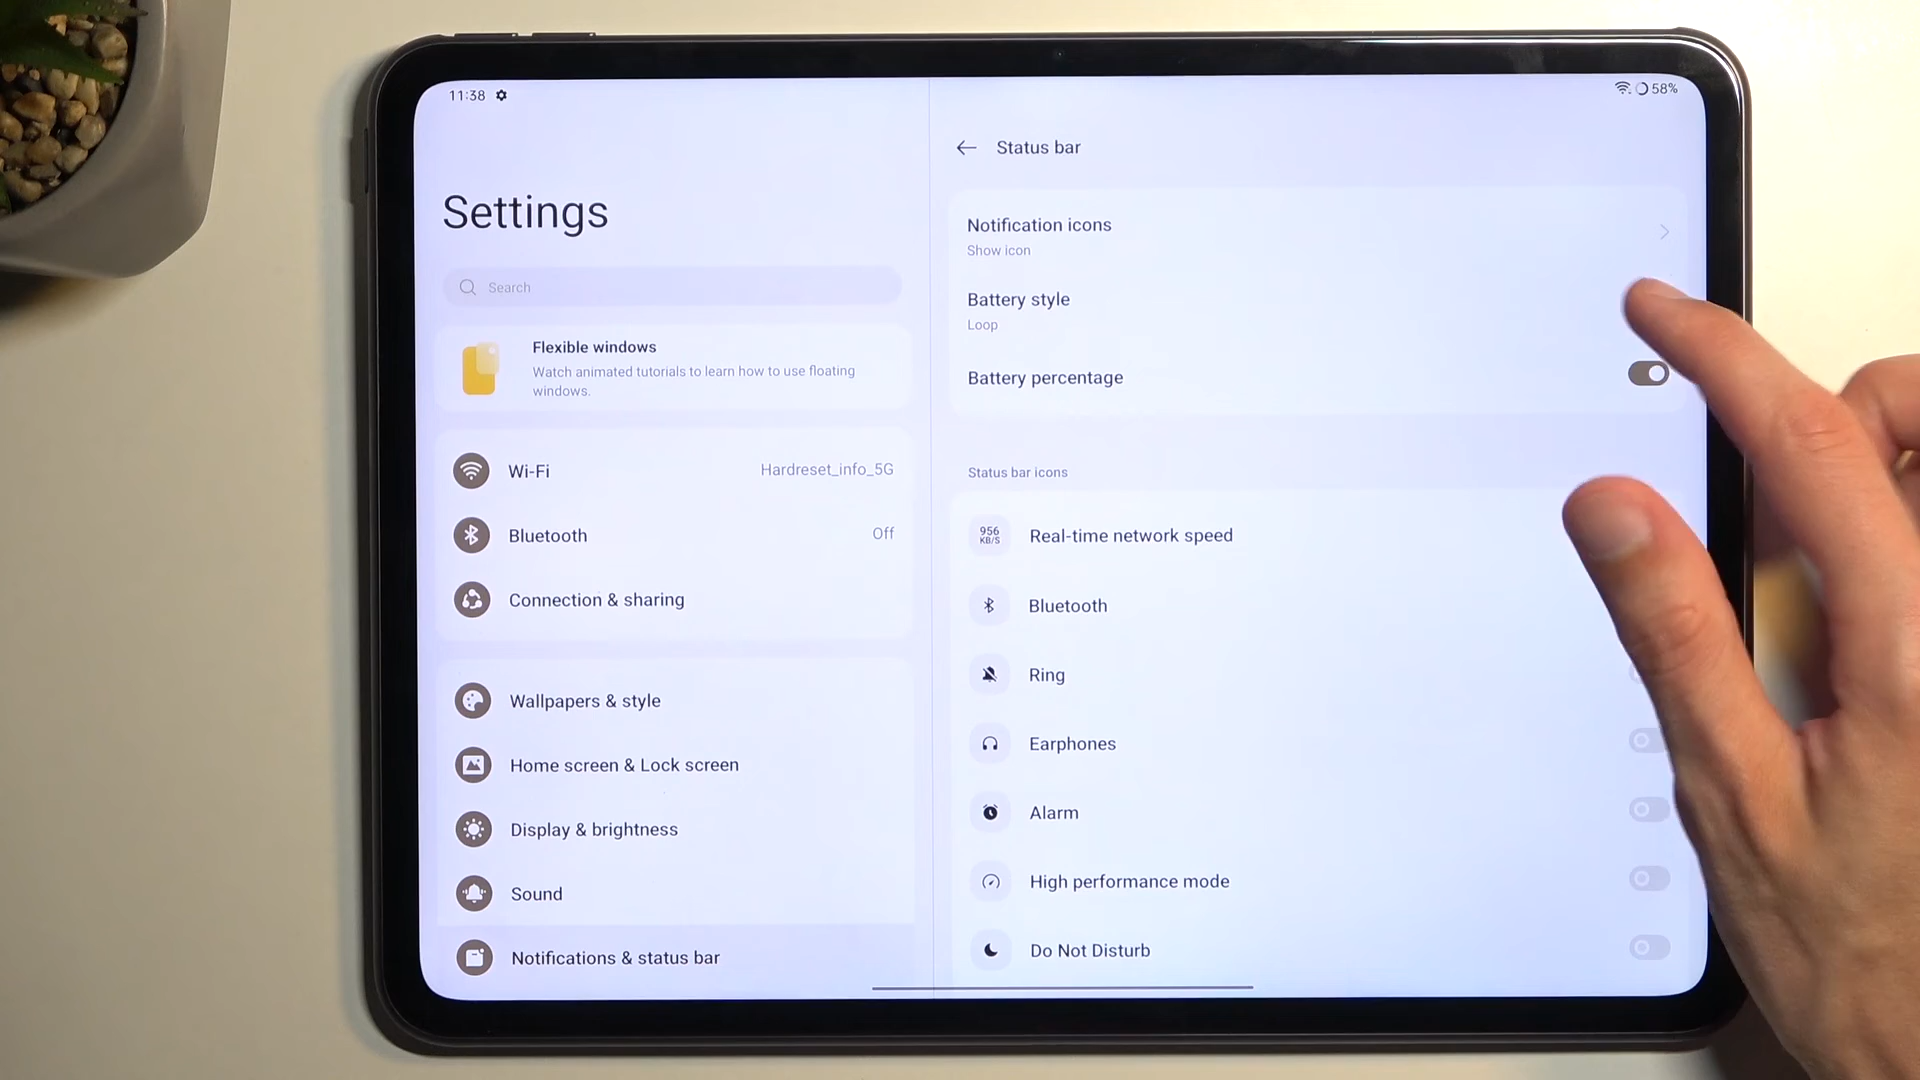 11:38
58%
Settings
Search
Flexible windows
Watch animated tutorials to learn how to use floating
windows.
Wi-Fi
Hardreset_info_5G
Bluetooth
Off
Connection & sharing
Wallpapers & style
Home screen & Lock screen
Display & brightness
Sound
Notifications & status bar
Status bar
Notification icons
Show icon
Battery style
Loop
Battery percentage
Status bar icons
956
KB/S
Real-time network speed
Bluetooth
Ring
Earphones
Alarm
High performance mode
Do Not Disturb